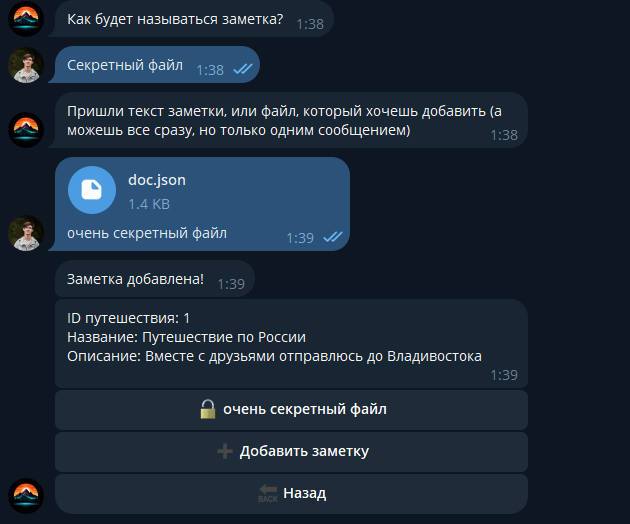 Как будет называться заметка?
1:38
Секретный файл
1:38
Пришли текст заметки, или файл, который хочешь добавить (а
можешь все сразу, но только одним сообщением)
1:38
doc.json
1.4 KB
очень секретный файл
1:39
Заметка добавлена!
1:39
ID путешествия: 1
Название: Путешествие по России
Описание: Вместе с друзьями отправлюсь до Владивостока
1:39
очень секретный файл
Добавить заметку
BACK Назад